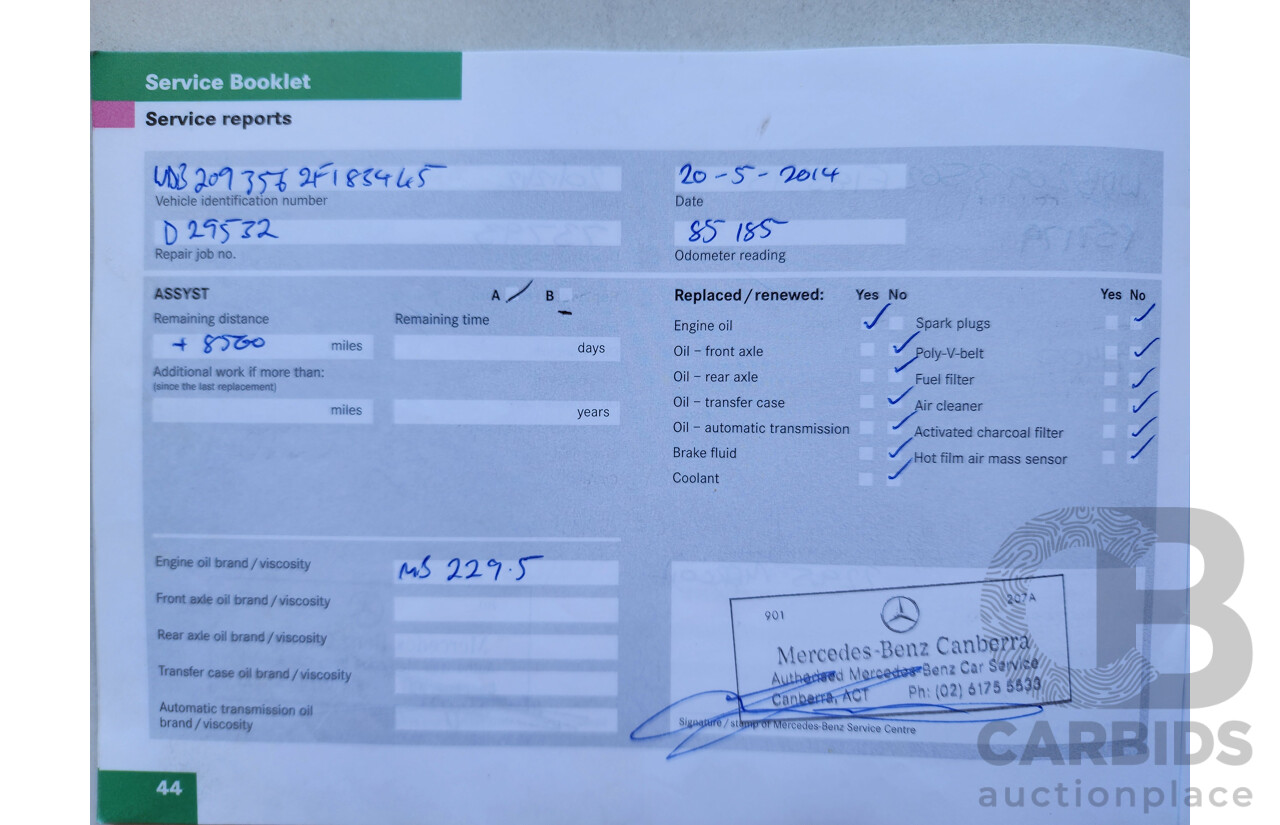 Service Booklet
Service reports
WDB 209 356 2F183445
Vehicle identification number
20-5-2014
Date
D 29532
Repair job no.
85 185
Odometer reading
ASSYST A B
Remaining distance
Remaining time
+ 8500 miles
days
Additional work if more than:
(since the last replacement)
miles
years
Replaced / renewed: Yes No
Yes No
Engine oil
Spark plugs
Oil – front axle
Poly-V-belt
Oil – rear axle
Fuel filter
Oil – transfer case
Air cleaner
Oil – automatic transmission
Activated charcoal filter
Brake fluid
Hot film air mass sensor
Coolant
Engine oil brand / viscosity
MB 229.5
Front axle oil brand / viscosity
Rear axle oil brand / viscosity
Transfer case oil brand / viscosity
Automatic transmission oil
brand / viscosity
901 207A
Mercedes-Benz Canberra
Authorised Mercedes-Benz Car Service
Canberra, ACT Ph: (02) 6175 5533
Signature / stamp of Mercedes-Benz Service Centre
44
CB
CARBIDS
auctionplace